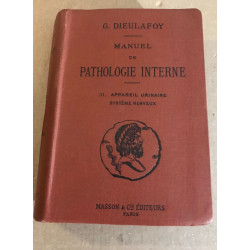 G. DIEULAFOY
MANUEL
DE
PATHOLOGIE INTERNE
III. APPAREIL URINAIRE
SYSTÈME NERVEUX
MASSON & Cie ÉDITEURS
PARIS